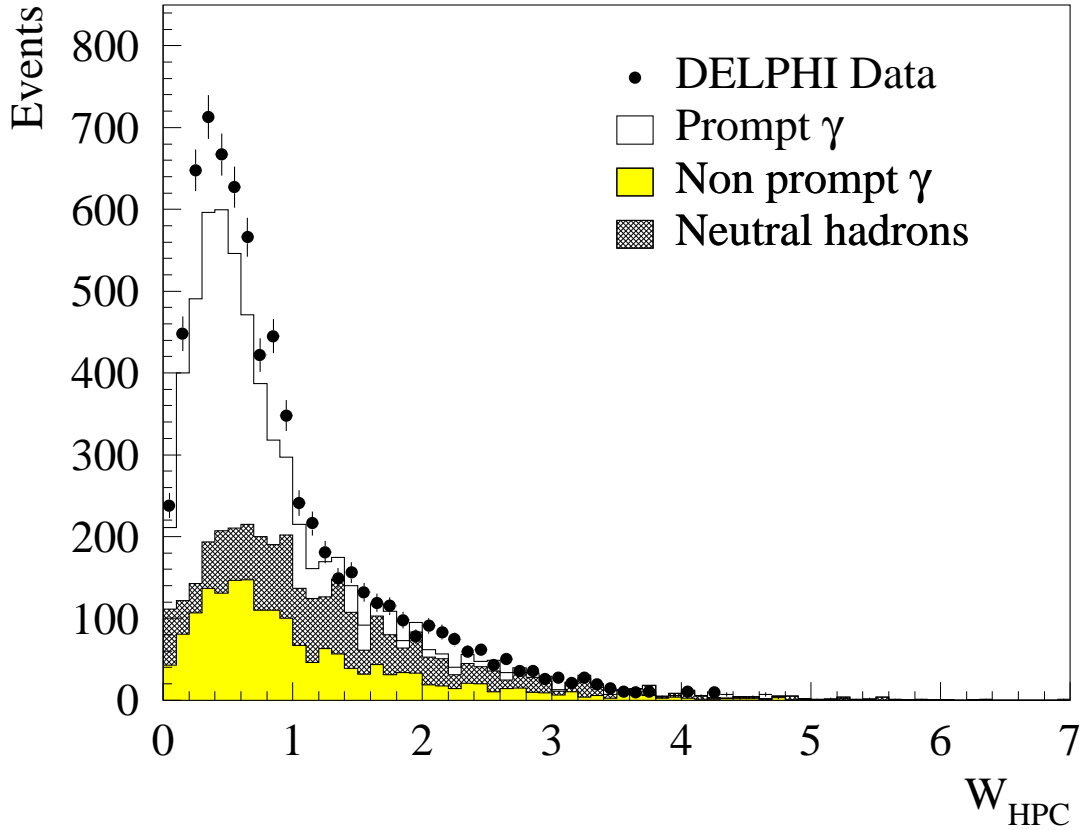 Events
800
700
600
500
400
300
200
100
0
DELPHI Data
Prompt γ
Non prompt γ
Neutral hadrons
0 1 2 3 4 5 6 7
W_HPC